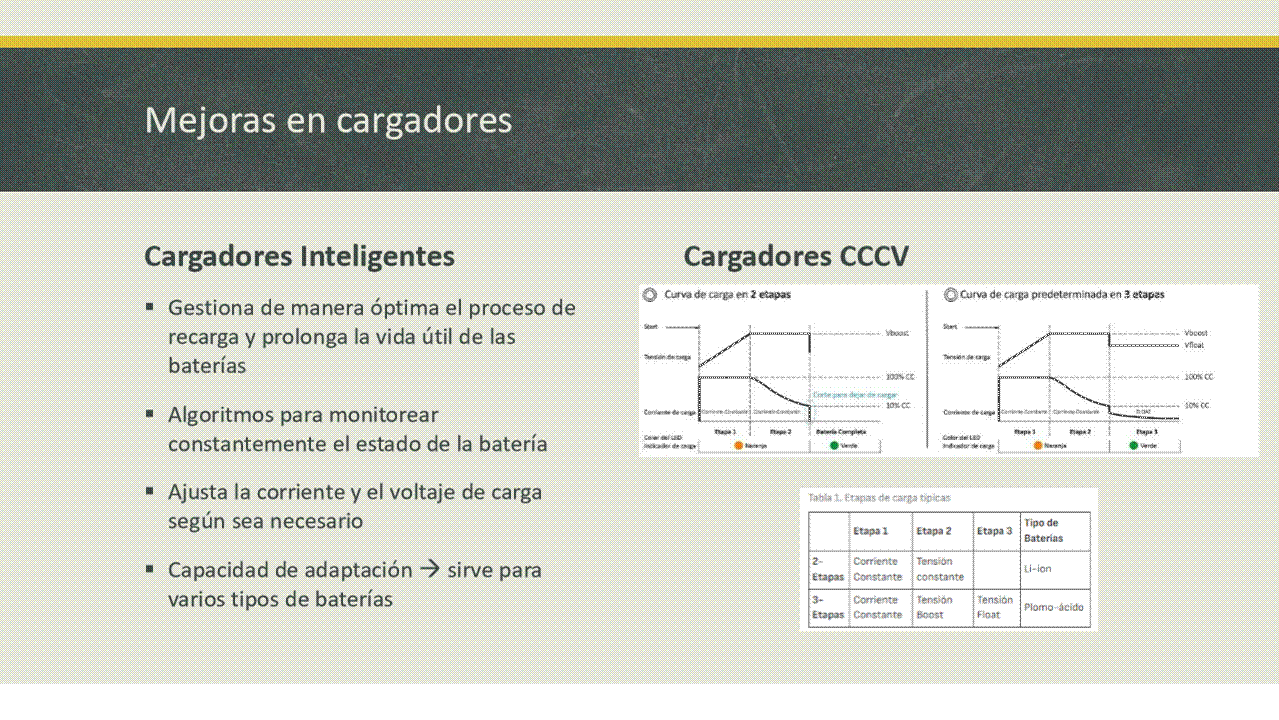 Mejoras en cargadores
Cargadores Inteligentes
▪ Gestiona de manera óptima el proceso de
recarga y prolonga la vida útil de las
baterías
▪ Algoritmos para monitorear
constantemente el estado de la batería
▪ Ajusta la corriente y el voltaje de carga
según sea necesario
▪ Capacidad de adaptación → sirve para
varios tipos de baterías
Cargadores CCCV
Curva de carga en 2 etapas
Start
Vboost
Tensión de carga
100% CC
Corte para dejar de cargar
10% CC
Corriente de carga
Corriente Constante
Corriente Constante
Etapa 1
Etapa 2
Batería Completa
Color del LED
Indicador de carga
Naranja
Verde
Curva de carga predeterminada en 3 etapas
Start
Vboost
Vfloat
Tensión de carga
100% CC
10% CC
Corriente de carga
Corriente Constante
Corriente Constante
FLOAT
Etapa 1
Etapa 2
Etapa 3
Color del LED
Indicador de carga
Naranja
Verde
Tabla 1. Etapas de carga típicas
Etapa 1 Etapa 2 Etapa 3 Tipo de
Baterías
2- Corriente Tensión
Etapas Constante constante Li-ion
3- Corriente Tensión Tensión
Etapas Constante Boost Float Plomo-ácido